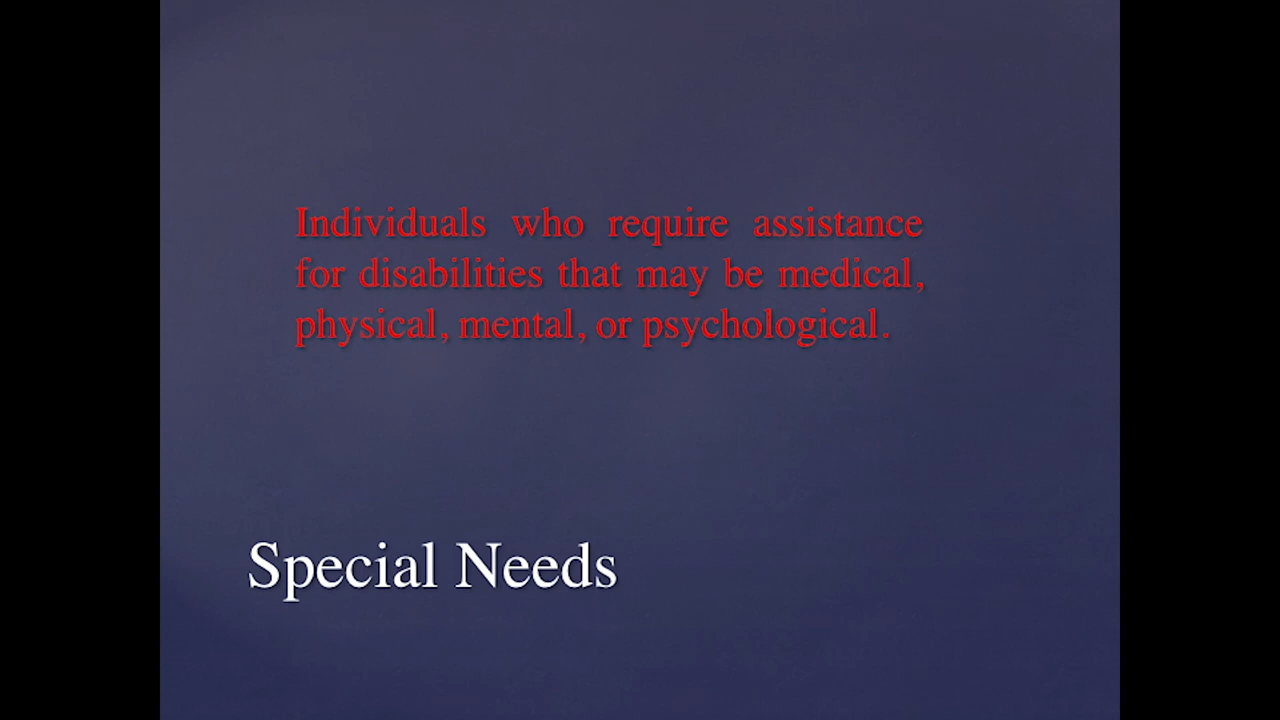 Individuals who require assistance
for disabilities that may be medical,
physical, mental, or psychological.
Special Needs